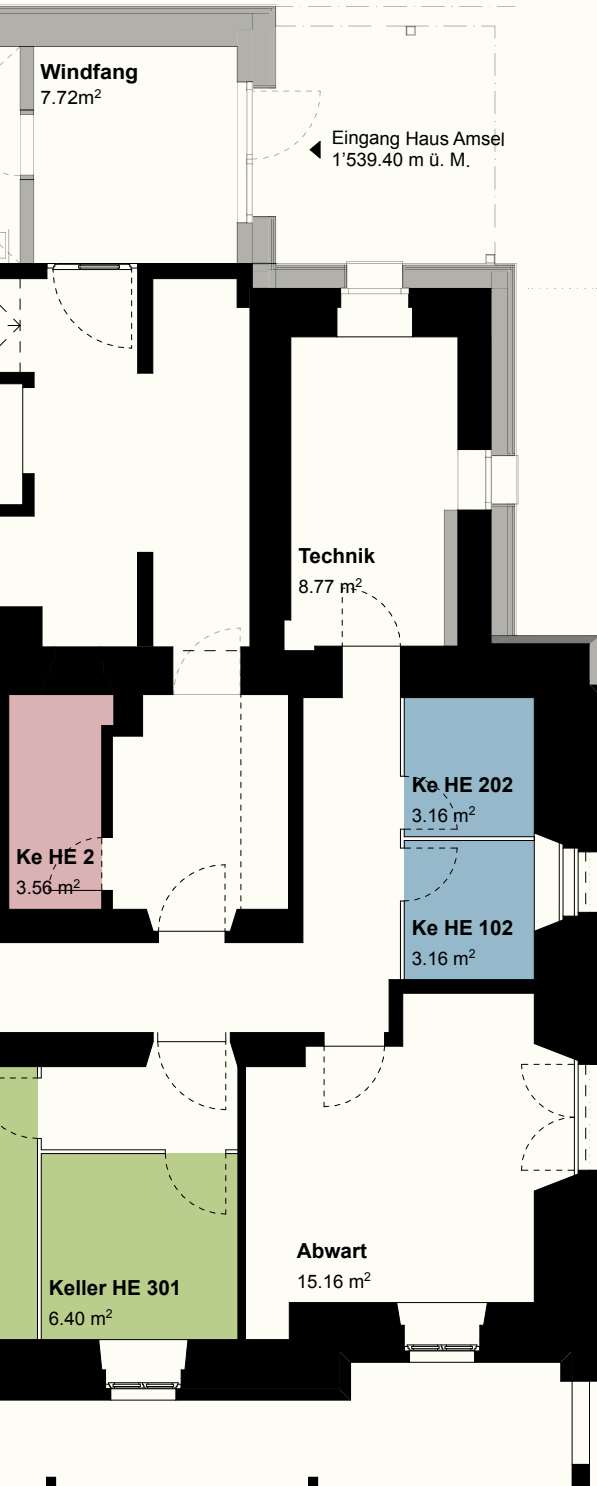 Windfang
7.72m²
Eingang Haus Amsel
1'539.40 m ü. M.
Technik
8.77 m²
Ke HE 202
3.16 m²
Ke HE 2
3.56 m²
Ke HE 102
3.16 m²
Abwart
15.16 m²
Keller HE 301
6.40 m²